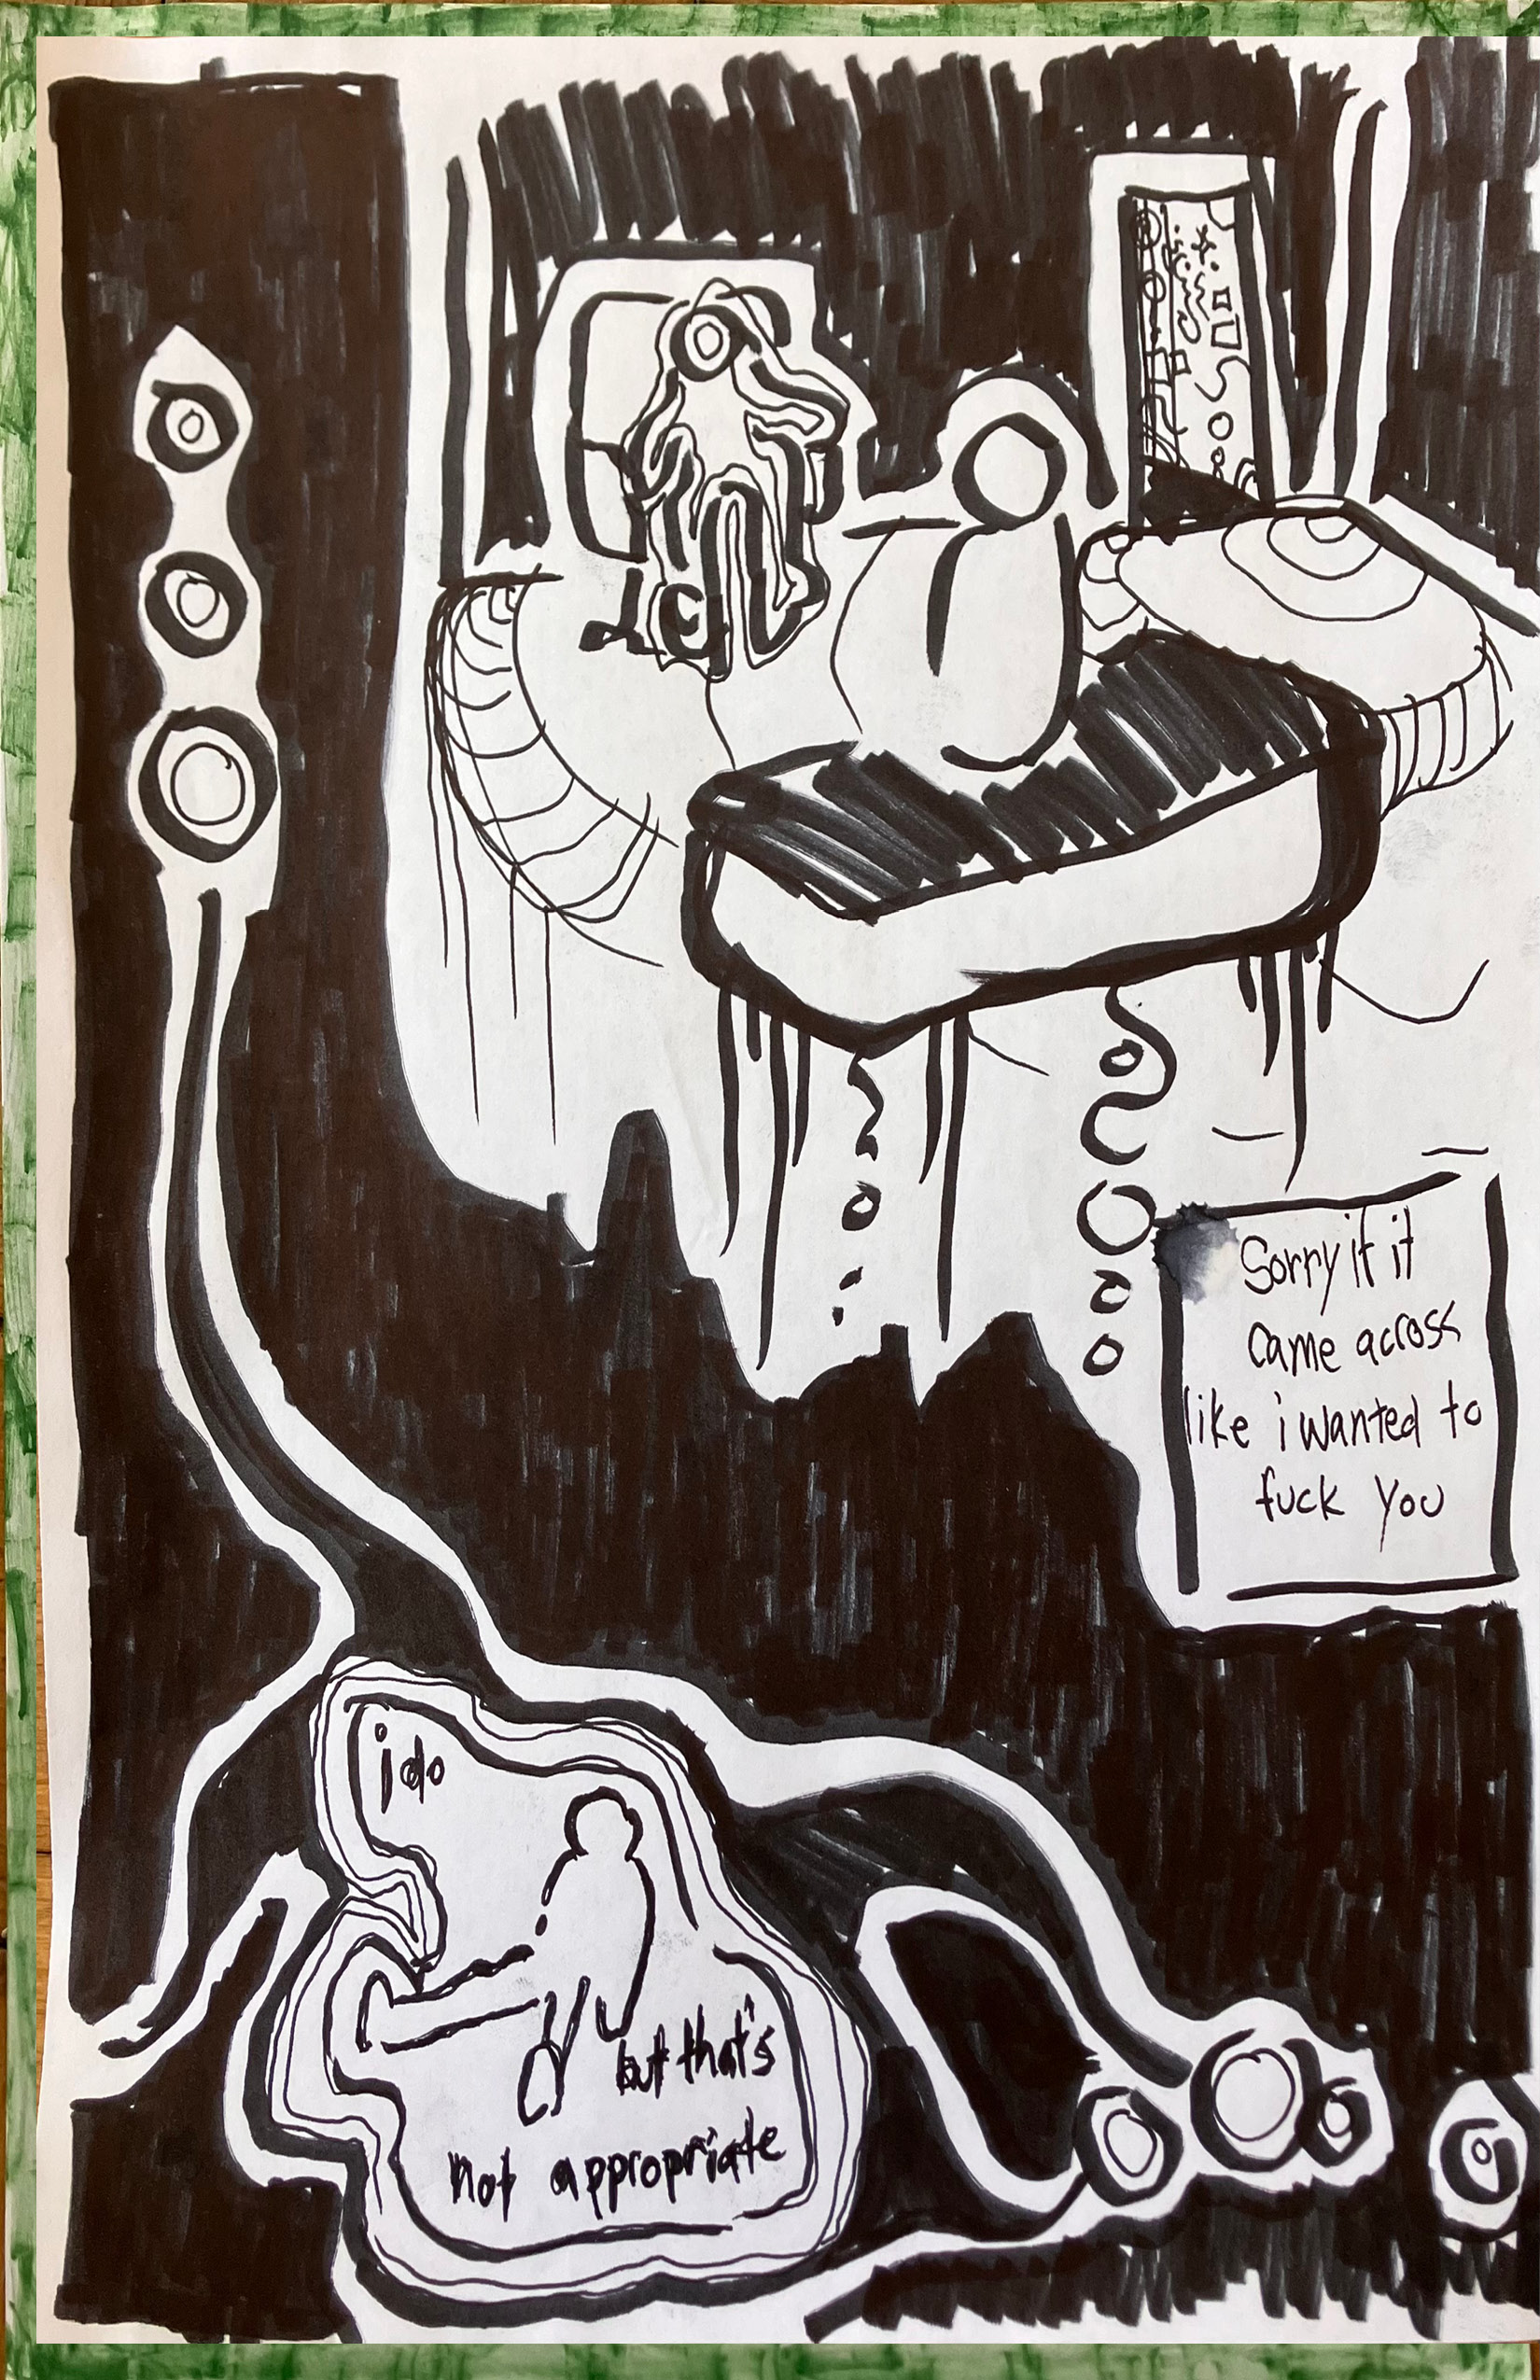 Sorry if it
came across
like i wanted to
fuck you
i do
but that's
not appropriate